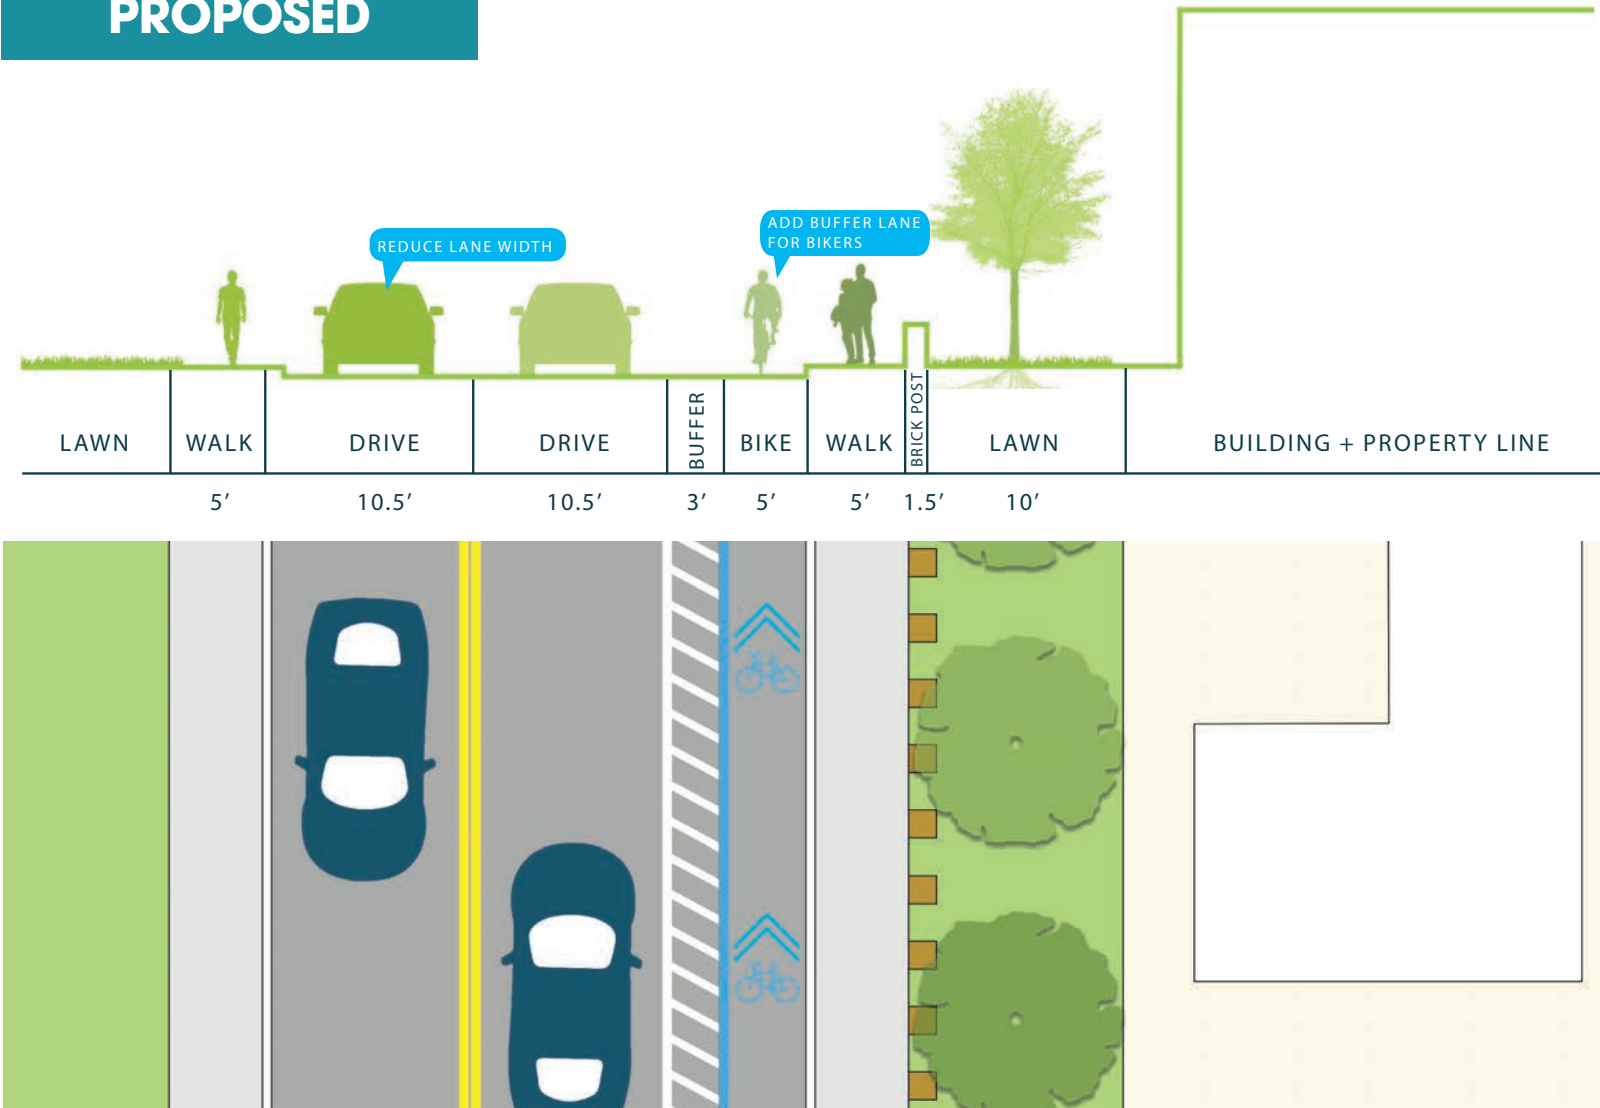 PROPOSED
REDUCE LANE WIDTH
ADD BUFFER LANE
FOR BIKERS
LAWN
WALK
DRIVE
DRIVE
BUFFER
BIKE
WALK
BRICK POST
LAWN
BUILDING + PROPERTY LINE
5’
10.5’
10.5’
3’
5’
5’
1.5’
10’